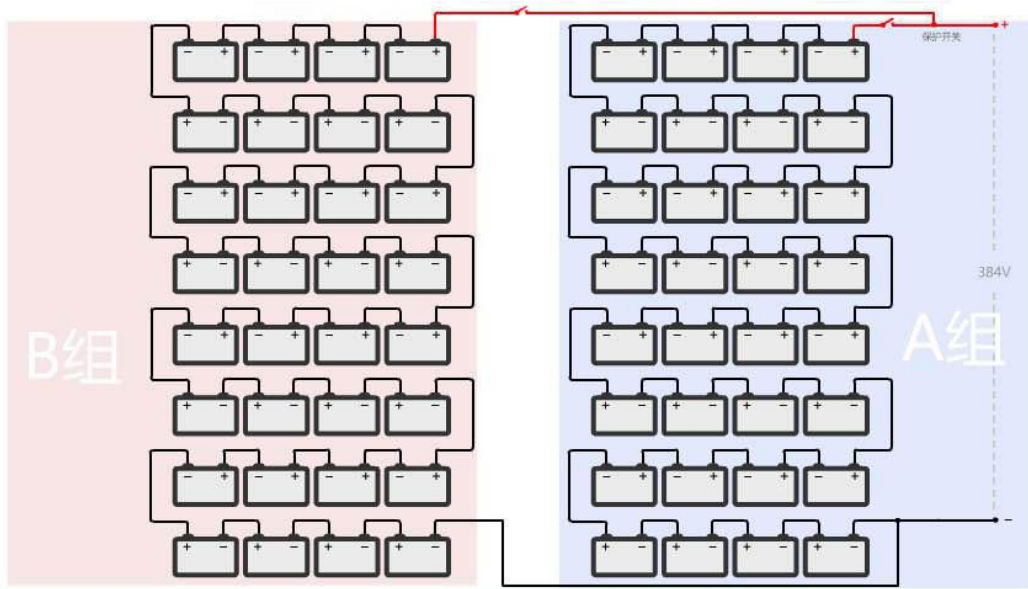 - + - + - + - +
- + - + - + - +
+
保护开关
+ - + - + - + -
+ - + - + - + -
- + - + - + - +
- + - + - + - +
+ - + - + - + -
+ - + - + - + -
384V
B组
- + - + - + - +
- + - + - + - +
A组
+ - + - + - + -
+ - + - + - + -
- + - + - + - +
- + - + - + - +
+ - + - + - + -
+ - + - + - + -
-